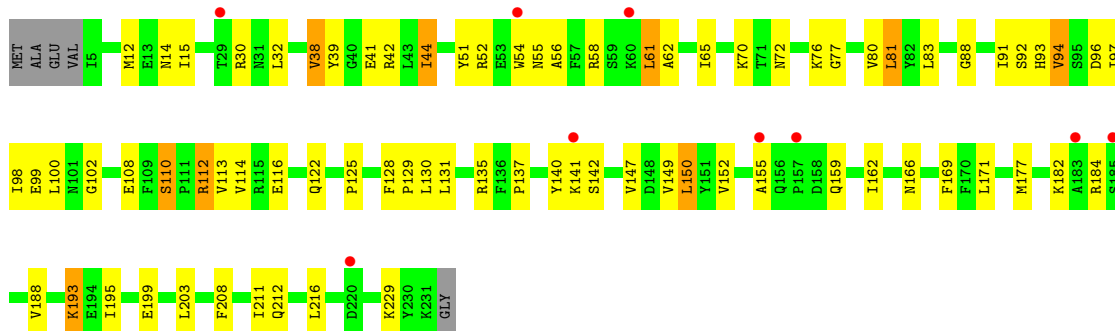 MET ALA GLU VAL I5 M12 E13 N14 I15 T29 R30 N31 L32 V38 Y39 G40 E41 R42 L43 I44 Y51 R52 E53 W54 N55 A56 F57 R58 S59 K60 L61 A62 I65 K70 T71 N72 K76 G77 V80 L81 Y82 L83 G88 I91 S92 H93 V94 S95 D96 I97
I98 E99 L100 N101 G102 E108 F109 S110 P111 R112 V113 V114 R115 E116 Q122 P125 F128 P129 L130 L131 R135 F136 P137 Y140 K141 S142 V147 D148 V149 L150 Y151 V152 A155 Q156 P157 D158 Q159 I162 N166 F169 F170 L171 M177 K182 A183 R184 S185
V188 K193 E194 I195 E199 L203 F208 I211 Q212 L216 D220 K229 Y230 K231 GLY